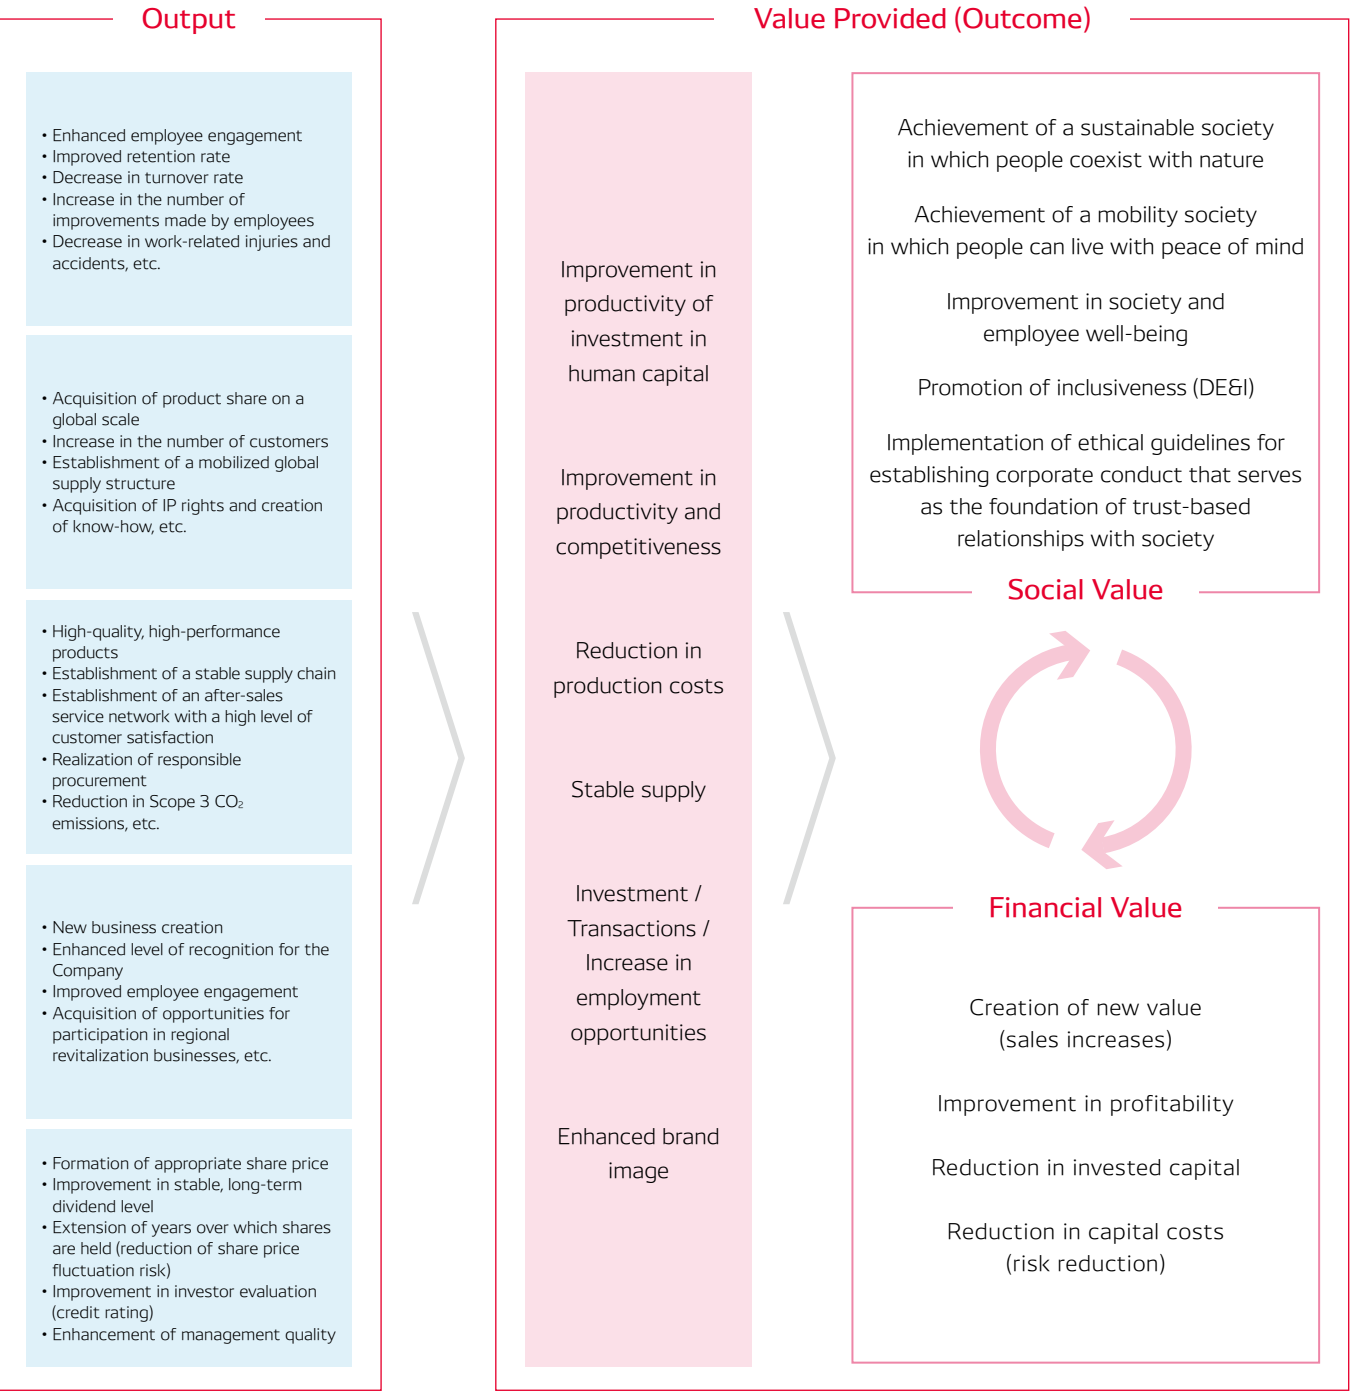 Output
• Enhanced employee engagement
• Improved retention rate
• Decrease in turnover rate
• Increase in the number of
improvements made by employees
• Decrease in work-related injuries and
accidents, etc.
• Acquisition of product share on a
global scale
• Increase in the number of customers
• Establishment of a mobilized global
supply structure
• Acquisition of IP rights and creation
of know-how, etc.
• High-quality, high-performance
products
• Establishment of a stable supply chain
• Establishment of an after-sales
service network with a high level of
customer satisfaction
• Realization of responsible
procurement
• Reduction in Scope 3 CO₂
emissions, etc.
• New business creation
• Enhanced level of recognition for the
Company
• Improved employee engagement
• Acquisition of opportunities for
participation in regional
revitalization businesses, etc.
• Formation of appropriate share price
• Improvement in stable, long-term
dividend level
• Extension of years over which shares
are held (reduction of share price
fluctuation risk)
• Improvement in investor evaluation
(credit rating)
• Enhancement of management quality
Value Provided (Outcome)
Improvement in
productivity of
investment in
human capital
Improvement in
productivity and
competitiveness
Reduction in
production costs
Stable supply
Investment /
Transactions /
Increase in
employment
opportunities
Enhanced brand
image
Achievement of a sustainable society
in which people coexist with nature
Achievement of a mobility society
in which people can live with peace of mind
Improvement in society and
employee well-being
Promotion of inclusiveness (DE&I)
Implementation of ethical guidelines for
establishing corporate conduct that serves
as the foundation of trust-based
relationships with society
Social Value
Financial Value
Creation of new value
(sales increases)
Improvement in profitability
Reduction in invested capital
Reduction in capital costs
(risk reduction)